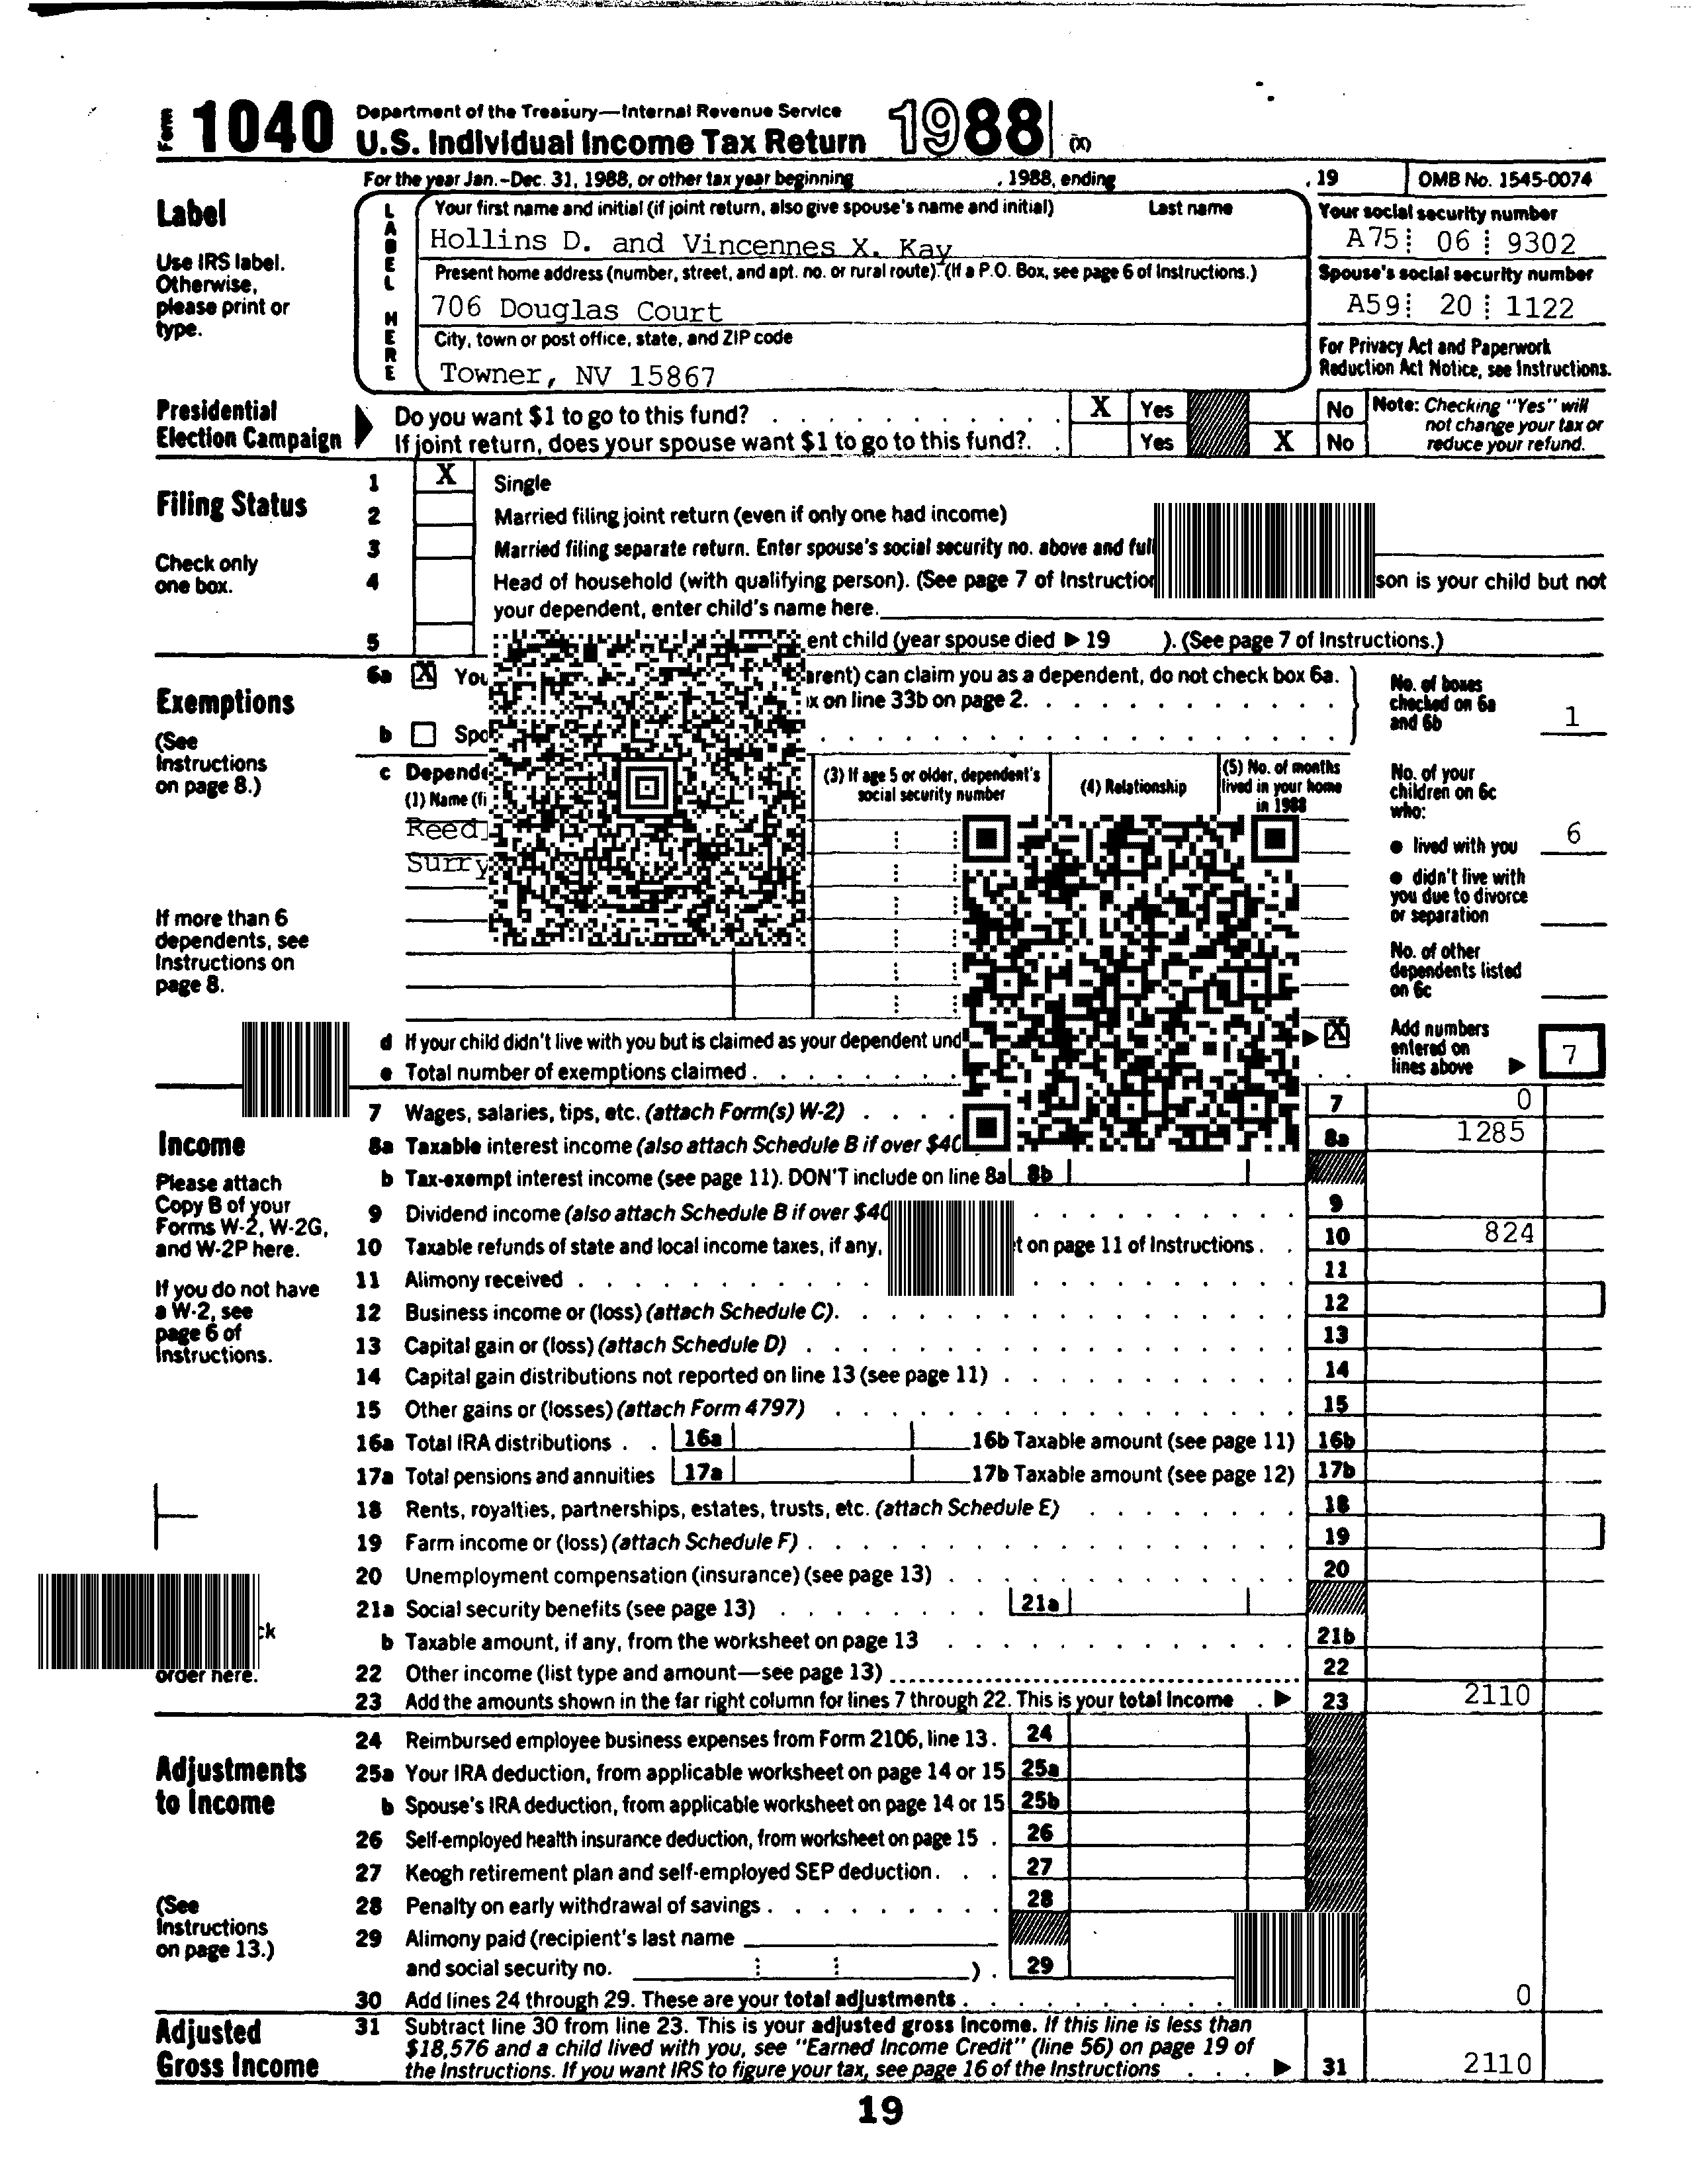 Form 1040 Department of the Treasury—Internal Revenue Service
U.S. Individual Income Tax Return 1988 (X)
For the year Jan.–Dec. 31, 1988, or other tax year beginning , 1988, ending , 19 OMB No. 1545-0074
Label
Use IRS label.
Otherwise,
please print or
type.
LABEL HERE
Your first name and initial (if joint return, also give spouse's name and initial) Last name
Hollins D. and Vincennes X. Kay
Present home address (number, street, and apt. no. or rural route). (If a P.O. Box, see page 6 of Instructions.)
706 Douglas Court
City, town or post office, state, and ZIP code
Towner, NV 15867
Your social security number
A75 06 9302
Spouse's social security number
A59 20 1122
For Privacy Act and Paperwork
Reduction Act Notice, see Instructions.
Presidential
Election Campaign
Do you want $1 to go to this fund? X Yes No
If joint return, does your spouse want $1 to go to this fund? Yes X No
Note: Checking "Yes" will
not change your tax or
reduce your refund.
Filing Status
Check only
one box.
1 X Single
2 Married filing joint return (even if only one had income)
3 Married filing separate return. Enter spouse's social security no. above and
4 Head of household (with qualifying person). (See page 7 of is your child but not
your dependent, enter child's name here.
5 child (year spouse died ▶ 19 ). (See page 7 of Instructions.)
Exemptions
(See
Instructions
on page 8.)
If more than 6
dependents, see
Instructions on
page 8.
6a X can claim you as a dependent, do not check box 6a.
on line 33b on page 2.
b
c
(1) Name
Reed
Surry
(3) If age 5 or older, dependent's
social security number
(4) Relationship
(5) No. of months
lived in your home
in 1988
d If your child didn't live with you but is claimed as your dependent X
e Total number of exemptions claimed
No. of boxes
checked on 6a
and 6b 1
No. of your
children on 6c
who:
● lived with you 6
● didn't live with
you due to divorce
or separation
No. of other
dependents listed
on 6c
Add numbers
entered on
lines above ▶ 7
Income
Please attach
Copy B of your
Forms W-2, W-2G,
and W-2P here.
If you do not have
a W-2, see
page 6 of
Instructions.
order here.
7 Wages, salaries, tips, etc. (attach Form(s) W-2) 7 0
8a Taxable interest income (also attach Schedule B if over 8a 1285
b Tax-exempt interest income (see page 11). DON'T include on line 8a 8b
9 Dividend income (also attach Schedule B if over 9
10 Taxable refunds of state and local income taxes, if any, on page 11 of Instructions. 10 824
11 Alimony received 11
12 Business income or (loss) (attach Schedule C). 12
13 Capital gain or (loss) (attach Schedule D) 13
14 Capital gain distributions not reported on line 13 (see page 11) 14
15 Other gains or (losses) (attach Form 4797) 15
16a Total IRA distributions 16a 16b Taxable amount (see page 11) 16b
17a Total pensions and annuities 17a 17b Taxable amount (see page 12) 17b
18 Rents, royalties, partnerships, estates, trusts, etc. (attach Schedule E) 18
19 Farm income or (loss) (attach Schedule F) 19
20 Unemployment compensation (insurance) (see page 13) 20
21a Social security benefits (see page 13) 21a
b Taxable amount, if any, from the worksheet on page 13 21b
22 Other income (list type and amount—see page 13) 22
23 Add the amounts shown in the far right column for lines 7 through 22. This is your total income ▶ 23 2110
Adjustments
to Income
(See
Instructions
on page 13.)
24 Reimbursed employee business expenses from Form 2106, line 13. 24
25a Your IRA deduction, from applicable worksheet on page 14 or 15 25a
b Spouse's IRA deduction, from applicable worksheet on page 14 or 15 25b
26 Self-employed health insurance deduction, from worksheet on page 15 26
27 Keogh retirement plan and self-employed SEP deduction 27
28 Penalty on early withdrawal of savings 28
29 Alimony paid (recipient's last name
and social security no. ) 29
30 Add lines 24 through 29. These are your total adjustments 0
Adjusted
Gross Income
31 Subtract line 30 from line 23. This is your adjusted gross income. If this line is less than
$18,576 and a child lived with you, see "Earned Income Credit" (line 56) on page 19 of
the Instructions. If you want IRS to figure your tax, see page 16 of the Instructions ▶ 31 2110
19